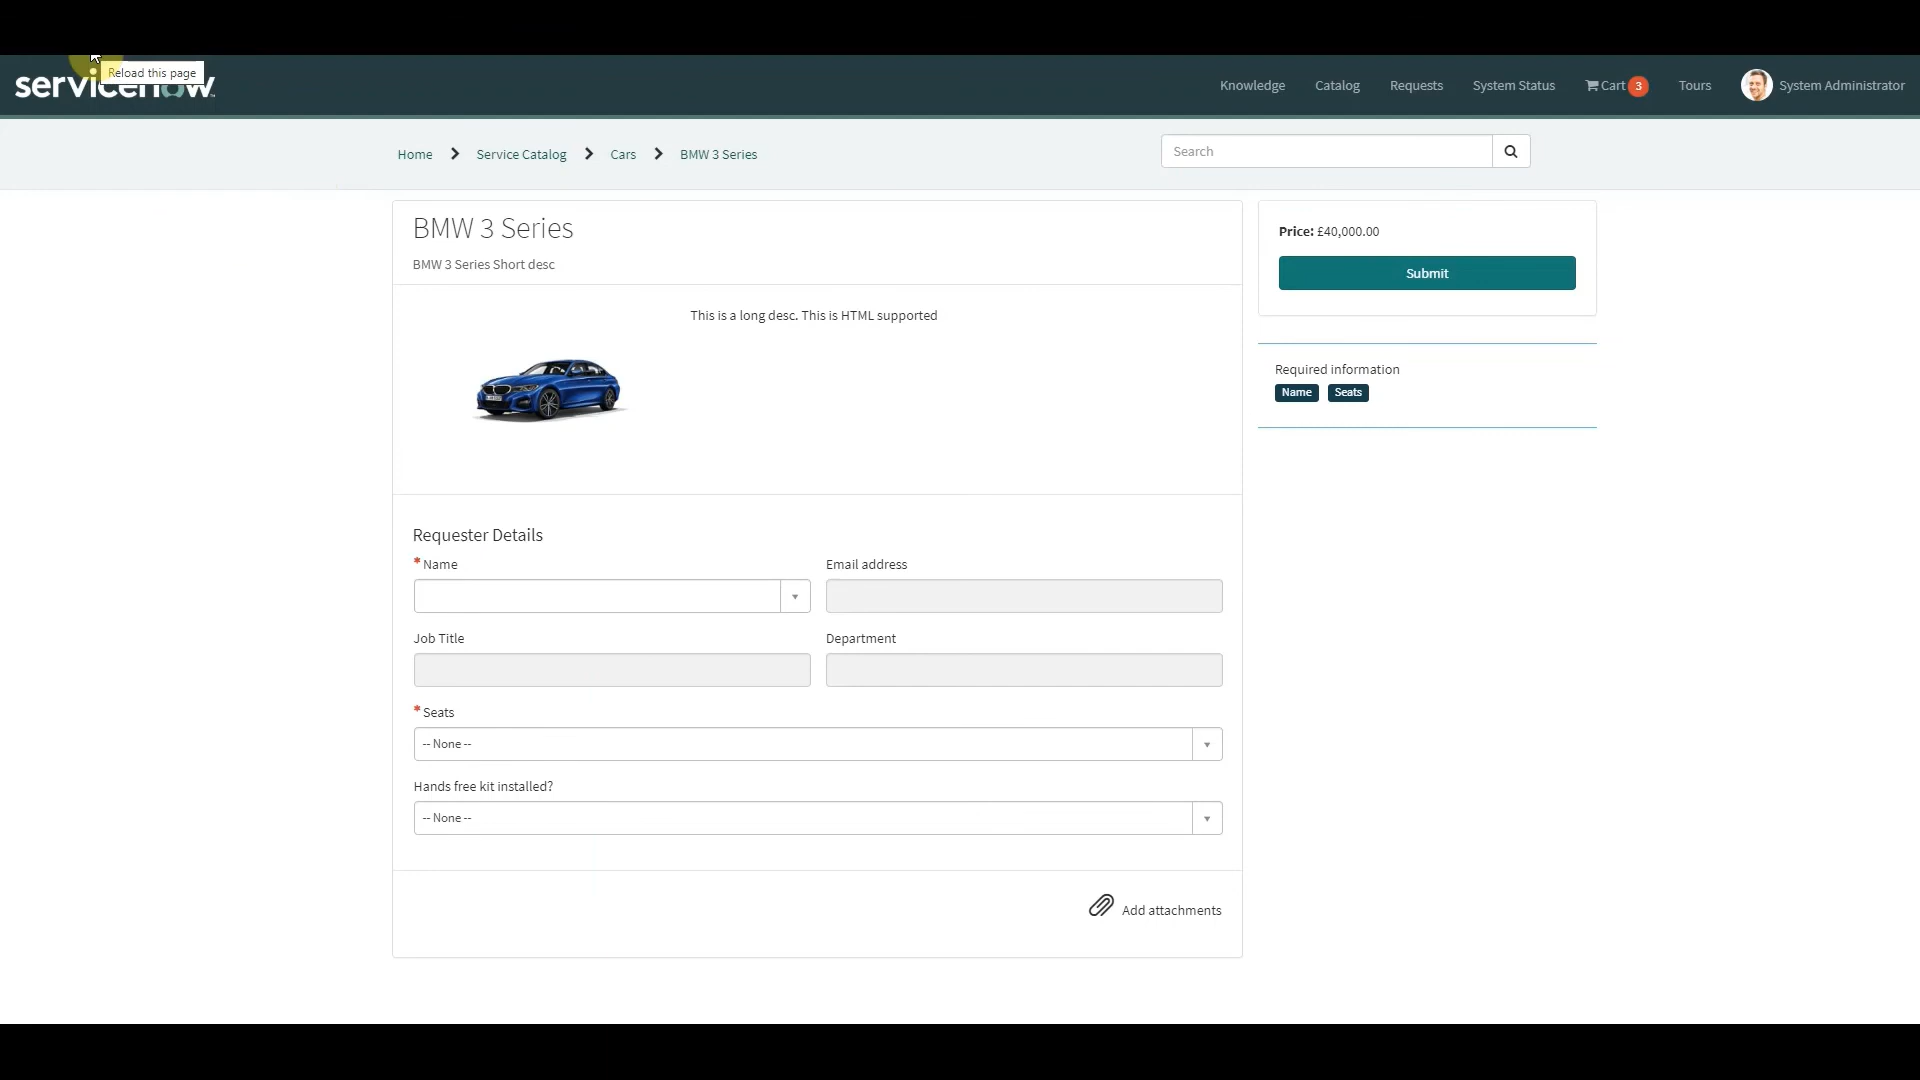 Reload this page
servicenow
Knowledge
Catalog
Requests
System Status
Cart 3
Tours
System Administrator
Home
Service Catalog
Cars
BMW 3 Series
Search
BMW 3 Series
BMW 3 Series Short desc
Price: £40,000.00
Submit
This is a long desc. This is HTML supported
Required information
Name
Seats
Requester Details
* Name
Email address
Job Title
Department
* Seats
-- None --
Hands free kit installed?
-- None --
Add attachments